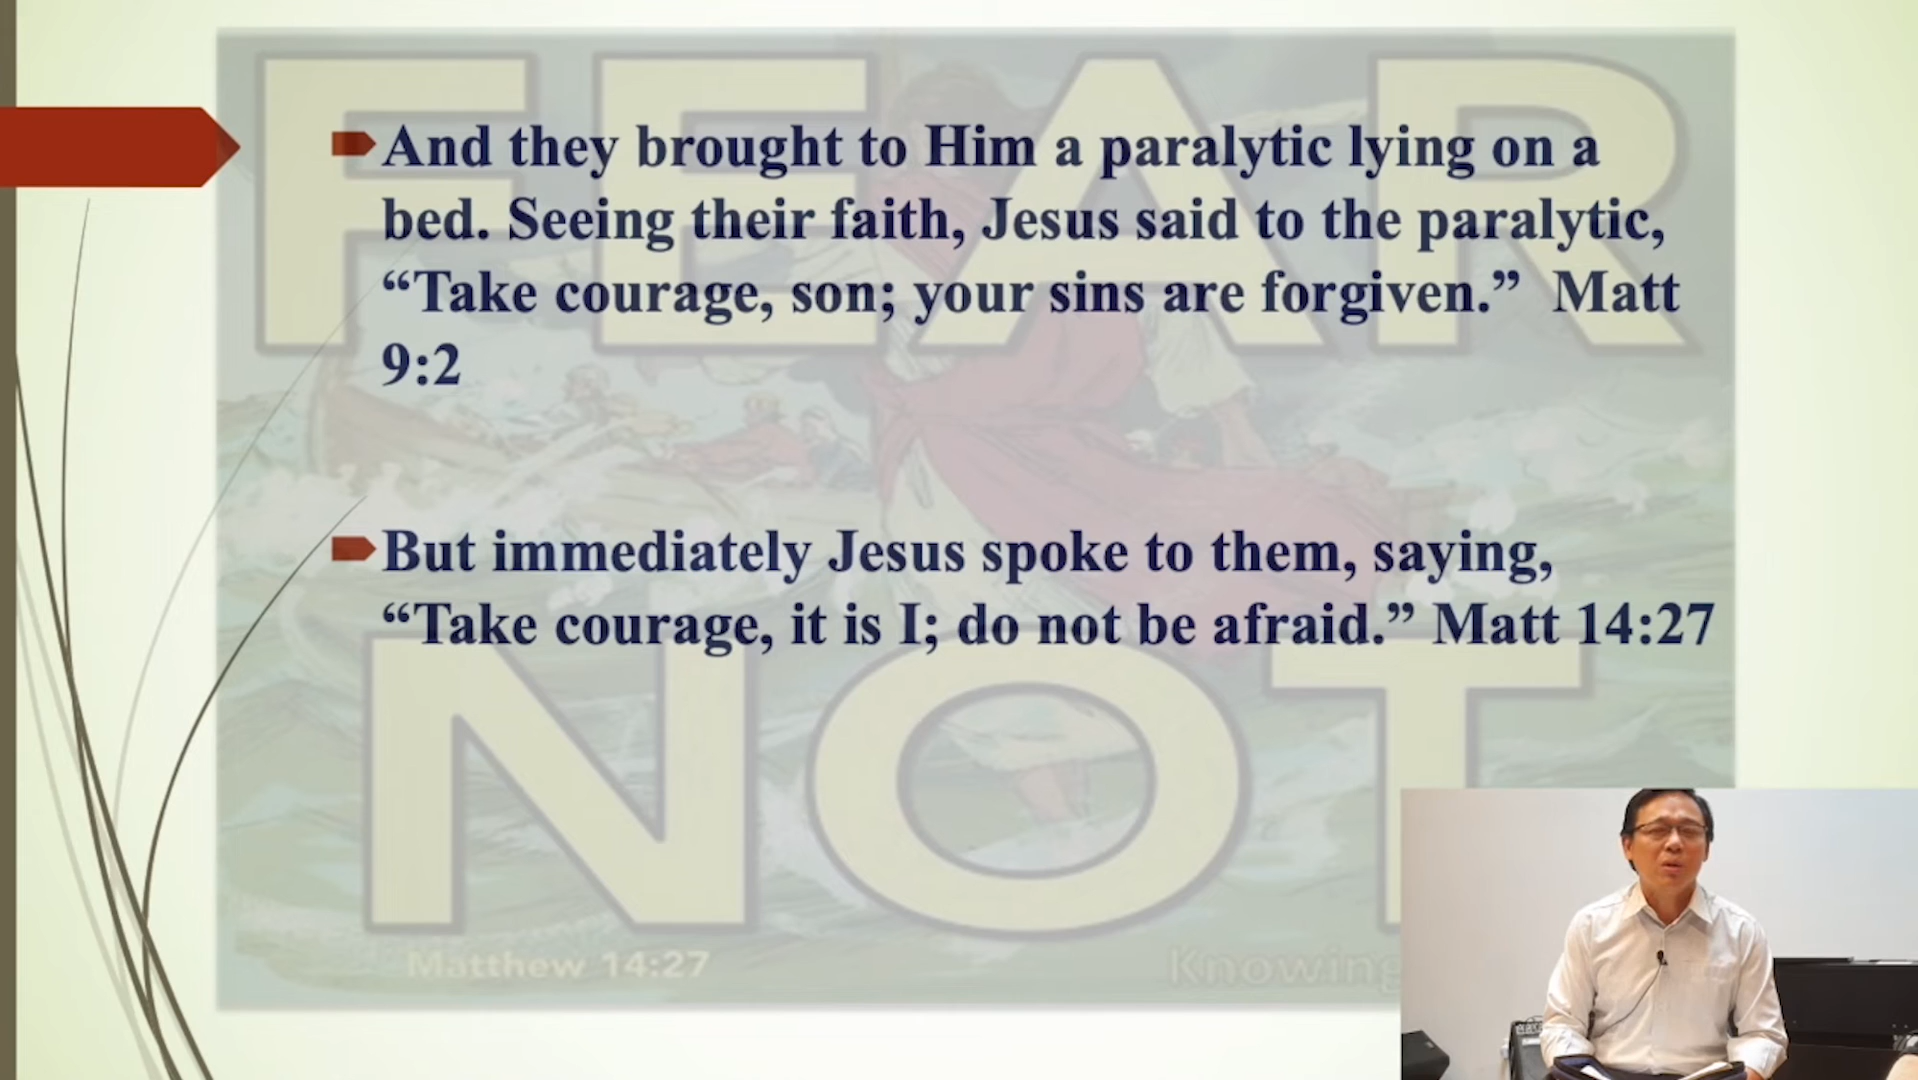 FEAR
And they brought to Him a paralytic lying on a
bed. Seeing their faith, Jesus said to the paralytic,
“Take courage, son; your sins are forgiven.” Matt
9:2
But immediately Jesus spoke to them, saying,
“Take courage, it is I; do not be afraid.” Matt 14:27
NOT
Matthew 14:27
Knowing